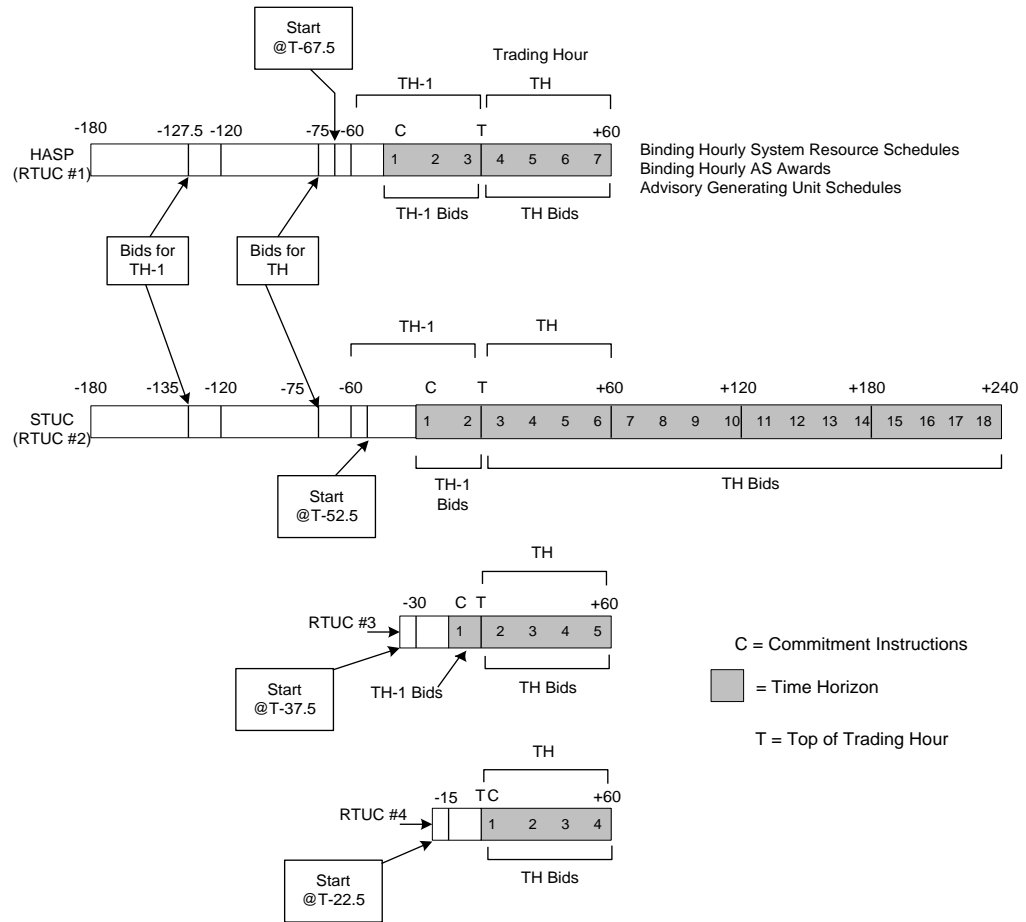 Start
@T-67.5
Trading Hour
TH-1
TH
-180
-127.5
-120
-75
-60
C
T
+60
HASP
(RTUC #1)
1 2 3 4 5 6 7
Binding Hourly System Resource Schedules
Binding Hourly AS Awards
Advisory Generating Unit Schedules
TH-1 Bids
TH Bids
Bids for
TH-1
Bids for
TH
TH-1
TH
-180
-135
-120
-75
-60
C
T
+60
+120
+180
+240
STUC
(RTUC #2)
1 2 3 4 5 6 7 8 9 10 11 12 13 14 15 16 17 18
TH-1
Bids
TH Bids
Start
@T-52.5
TH
-30
C
T
+60
RTUC #3
1 2 3 4 5
Start
@T-37.5
TH-1 Bids
TH Bids
C = Commitment Instructions
= Time Horizon
T = Top of Trading Hour
TH
-15
T C
+60
RTUC #4
1 2 3 4
Start
@T-22.5
TH Bids